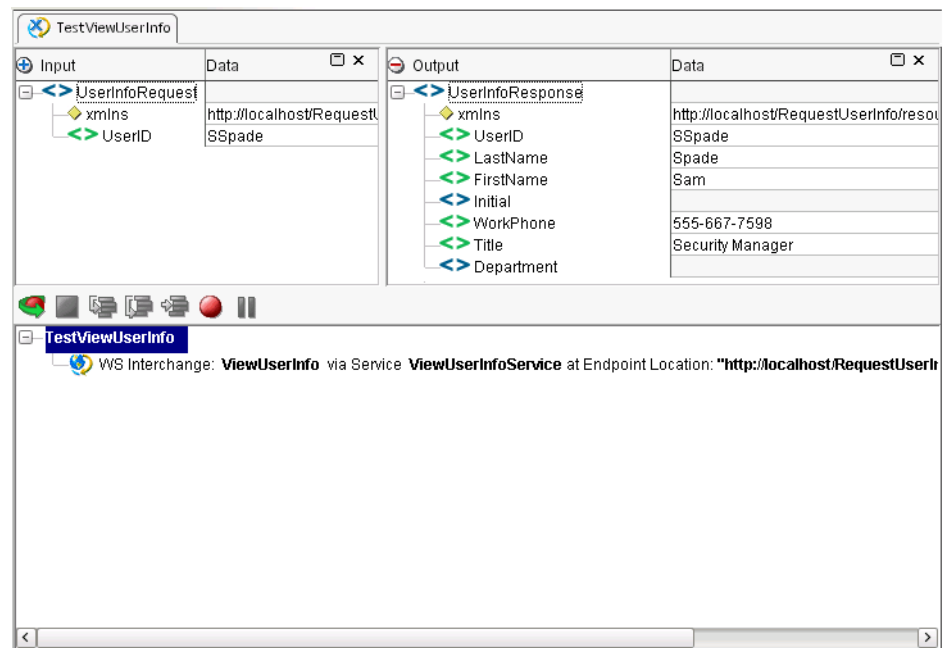 TestViewUserInfo
Input Data
UserInfoRequest
xmlns http://localhost/RequestU
UserID SSpade
Output Data
UserInfoResponse
xmlns http://localhost/RequestUserInfo/resou
UserID SSpade
LastName Spade
FirstName Sam
Initial
WorkPhone 555-667-7598
Title Security Manager
Department
TestViewUserInfo
WS Interchange: ViewUserInfo via Service ViewUserInfoService at Endpoint Location: "http://localhost/RequestUserIn